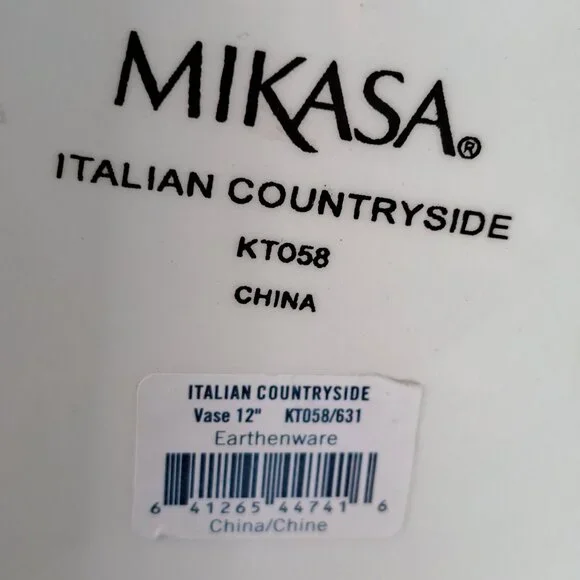 MIKASA®
ITALIAN COUNTRYSIDE
KT058
CHINA
ITALIAN COUNTRYSIDE
Vase 12" KT058/631
Earthenware
6 41265 44741 6
China/Chine